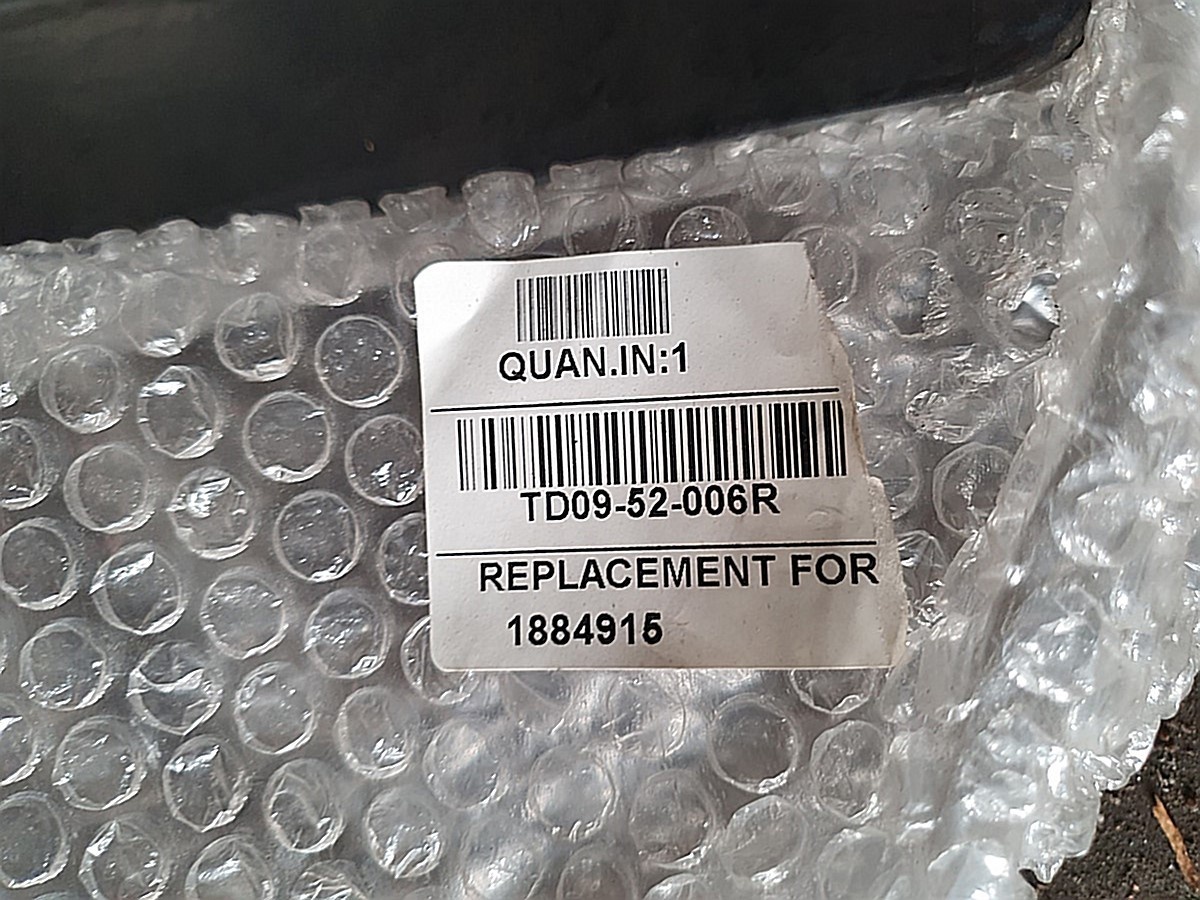 QUAN.IN:1
TD09-52-006R
REPLACEMENT FOR
1884915